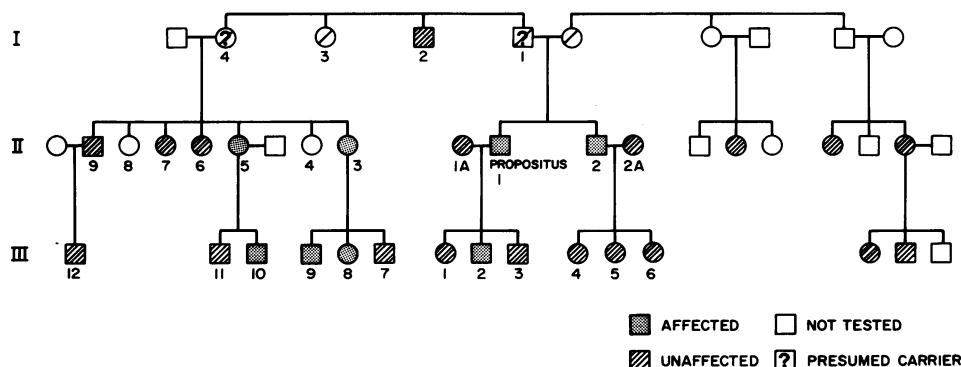 I
? ?
4 3 2 1
II
9 8 7 6 5 4 3 1A PROPOSITUS 2 2A
1
III
12 11 10 9 8 7 1 2 3 4 5 6
AFFECTED NOT TESTED
UNAFFECTED ? PRESUMED CARRIER